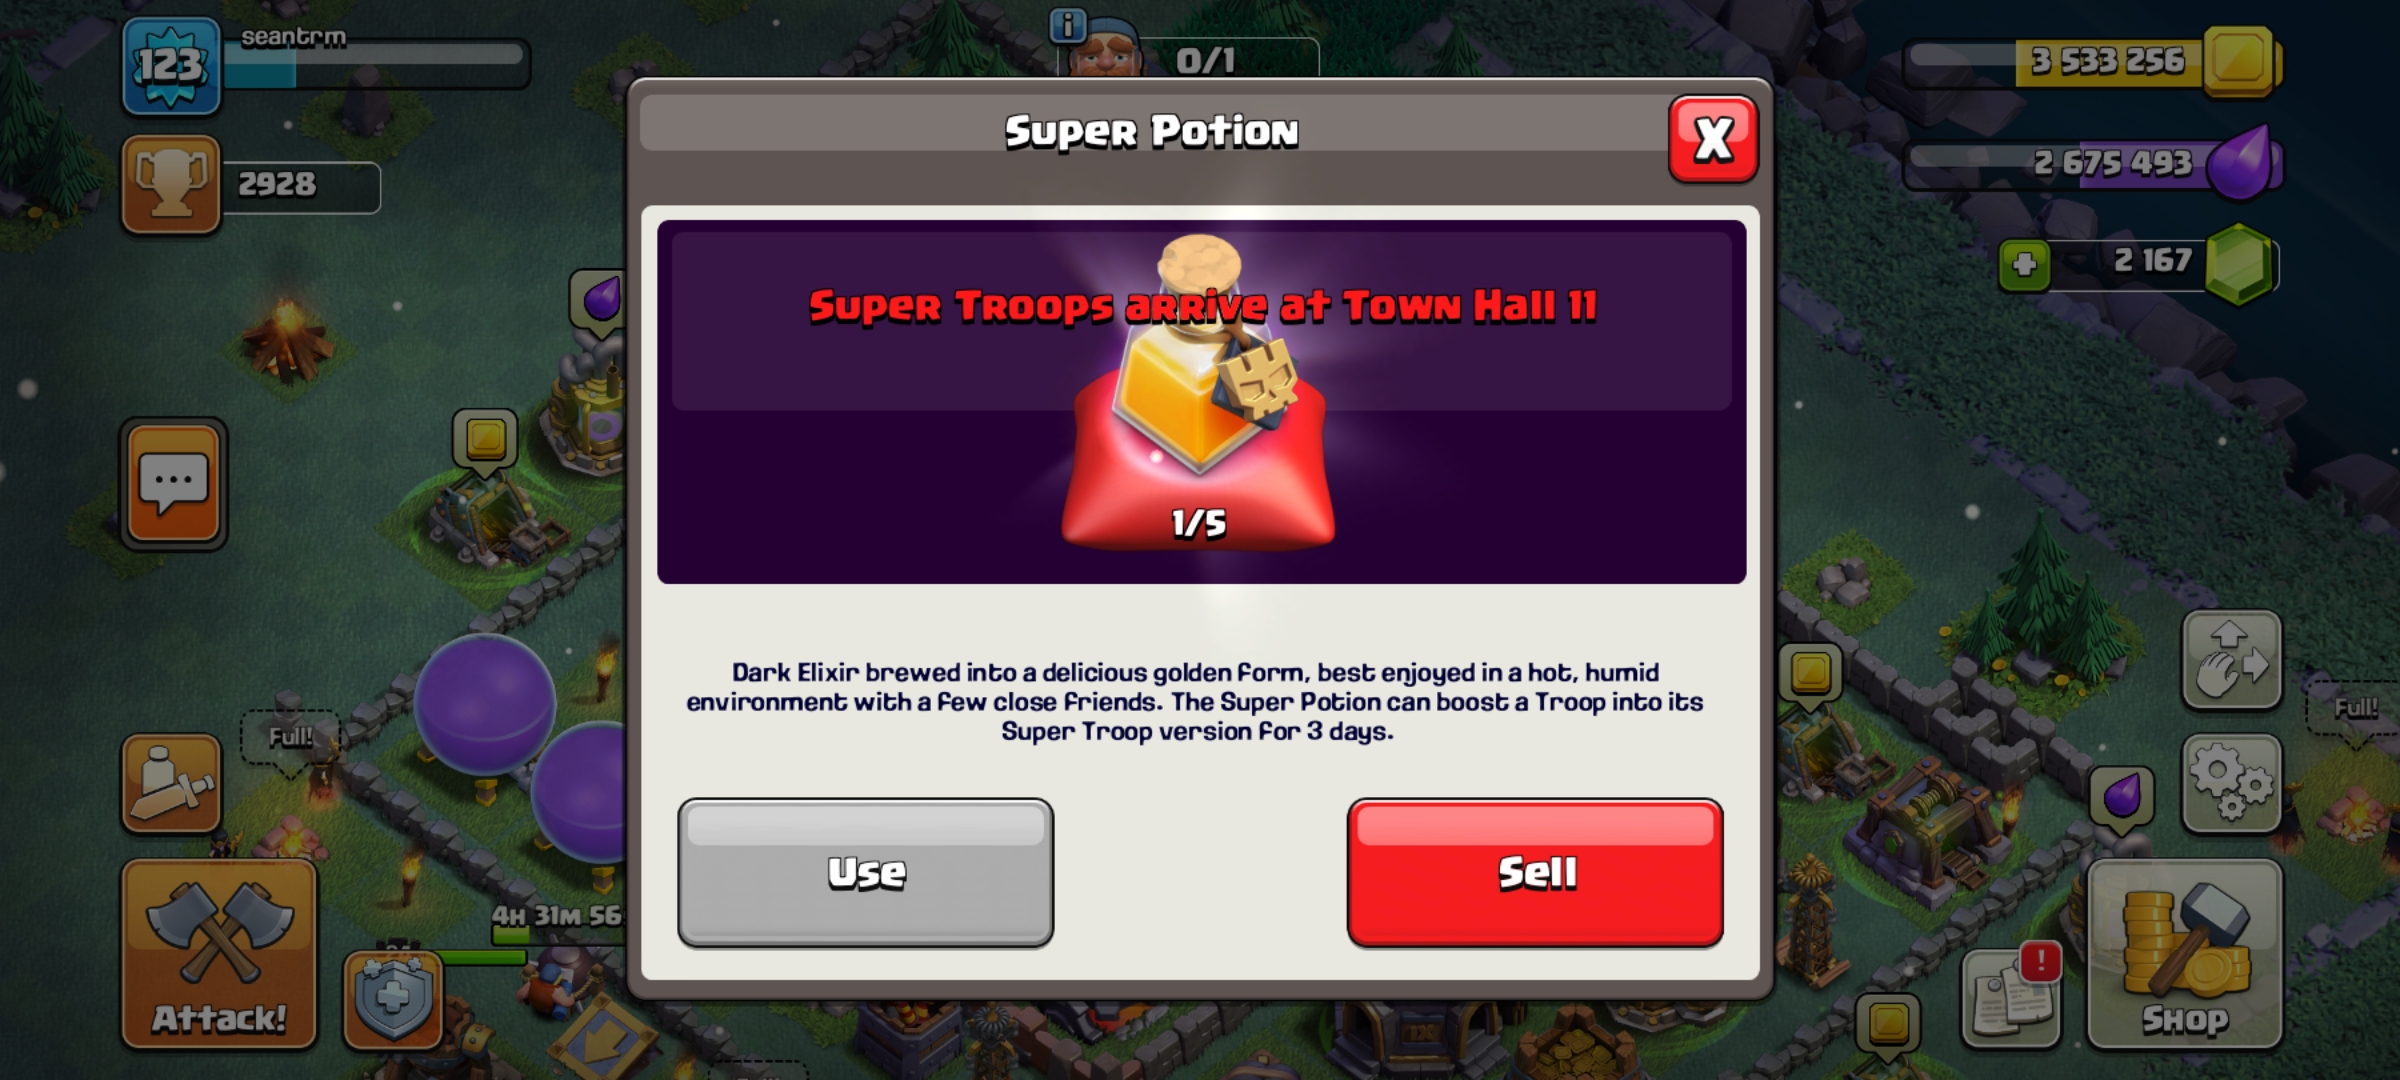 123
seantrm
0/1
3 533 256
2928
2 675 493
2 167
Super Potion
X
Super Troops arrive at Town Hall 11
1/5
Dark Elixir brewed into a delicious golden form, best enjoyed in a hot, humid
environment with a few close friends. The Super Potion can boost a Troop into its
Super Troop version for 3 days.
Full!
Full!
Use
Sell
4H 31M 56
Attack!
!
Shop
IX